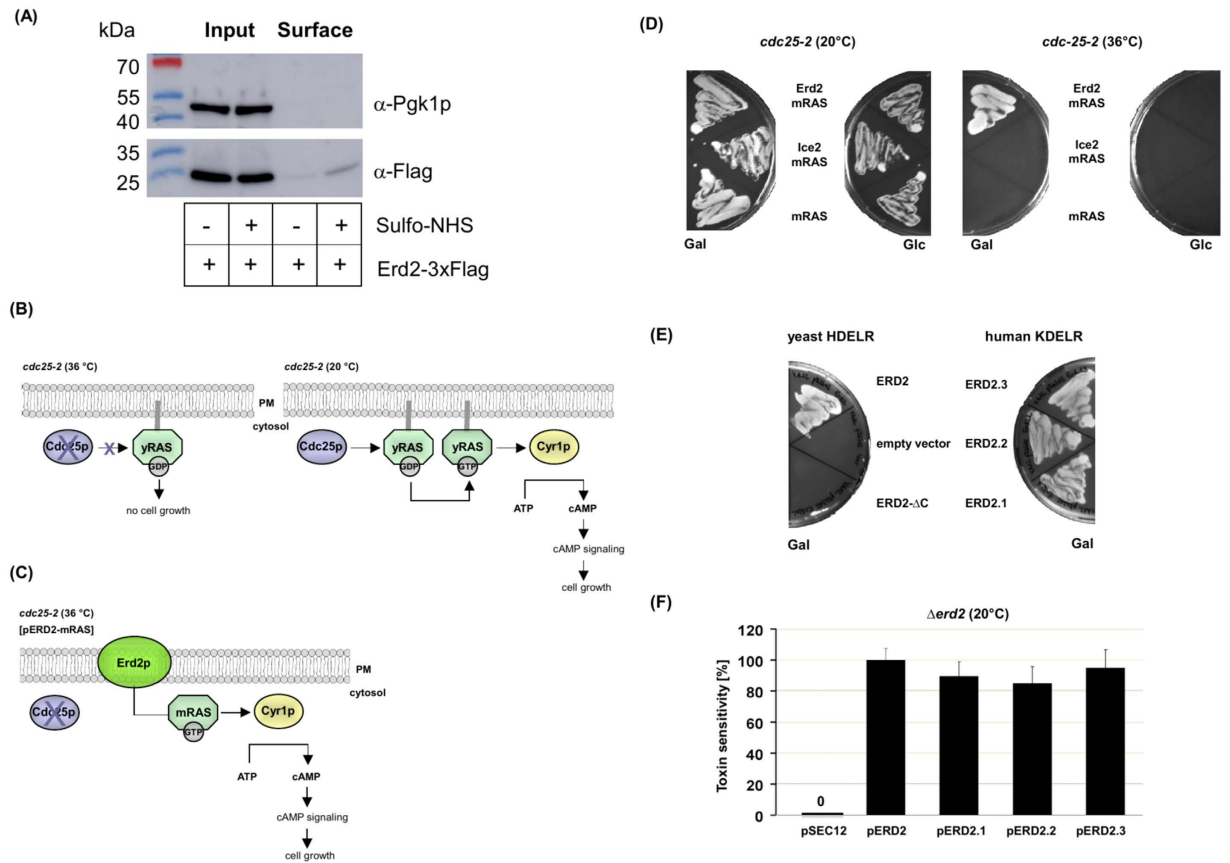 (A)
kDa Input Surface
70
55
40
α-Pgk1p
35
25
α-Flag
- + - + Sulfo-NHS
+ + + + Erd2-3xFlag
(B)
cdc25-2 (36 °C)
cdc25-2 (20 °C)
PM
cytosol
Cdc25p
X
yRAS
GDP
no cell growth
Cdc25p
yRAS
GDP
yRAS
GTP
Cyr1p
ATP
cAMP
cAMP signaling
cell growth
(C)
cdc25-2 (36 °C)
[pERD2-mRAS]
Erd2p
PM
cytosol
Cdc25p
mRAS
GTP
Cyr1p
ATP
cAMP
cAMP signaling
cell growth
(D)
cdc25-2 (20°C)
cdc-25-2 (36°C)
Erd2
mRAS
Ice2
mRAS
mRAS
Gal
Glc
Erd2
mRAS
Ice2
mRAS
mRAS
Gal
Glc
(E)
yeast HDELR
human KDELR
ERD2
empty vector
ERD2-ΔC
Gal
ERD2.3
ERD2.2
ERD2.1
Gal
(F)
Δerd2 (20°C)
Toxin sensitivity [%]
120
100
80
60
40
20
0
0
pSEC12 pERD2 pERD2.1 pERD2.2 pERD2.3